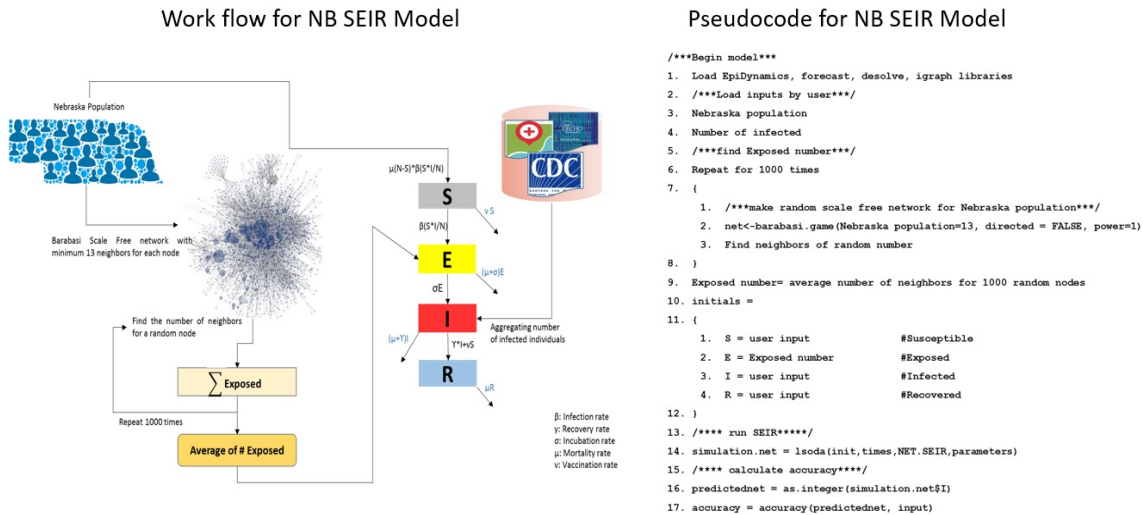 Work flow for NB SEIR Model
Nebraska Population
Barabasi Scale Free network with
minimum 13 neighbors for each node
Find the number of neighbors
for a random node
∑ Exposed
Repeat 1000 times
Average of # Exposed
μ(N-S)*β(S*I/N)
S
ν S
β(S*I/N)
E
(μ+σ)E
σE
I
(μ+ϒ)I
ϒ*I+νS
R
μR
CDC
Aggregating number
of infected individuals
β: Infection rate
γ: Recovery rate
σ: Incubation rate
μ: Mortality rate
ν: Vaccination rate
Pseudocode for NB SEIR Model
/***Begin model***
1. Load EpiDynamics, forecast, desolve, igraph libraries
2. /***Load inputs by user***/
3. Nebraska population
4. Number of infected
5. /***find Exposed number***/
6. Repeat for 1000 times
7. {
1. /***make random scale free network for Nebraska population***/
2. net<-barabasi.game(Nebraska population=13, directed = FALSE, power=1)
3. Find neighbors of random number
8. }
9. Exposed number= average number of neighbors for 1000 random nodes
10. initials =
11. {
1. S = user input #Susceptible
2. E = Exposed number #Exposed
3. I = user input #Infected
4. R = user input #Recovered
12. }
13. /**** run SEIR*****/
14. simulation.net = lsoda(init,times,NET.SEIR,parameters)
15. /**** calculate accuracy****/
16. predictednet = as.integer(simulation.net$I)
17. accuracy = accuracy(predictednet, input)